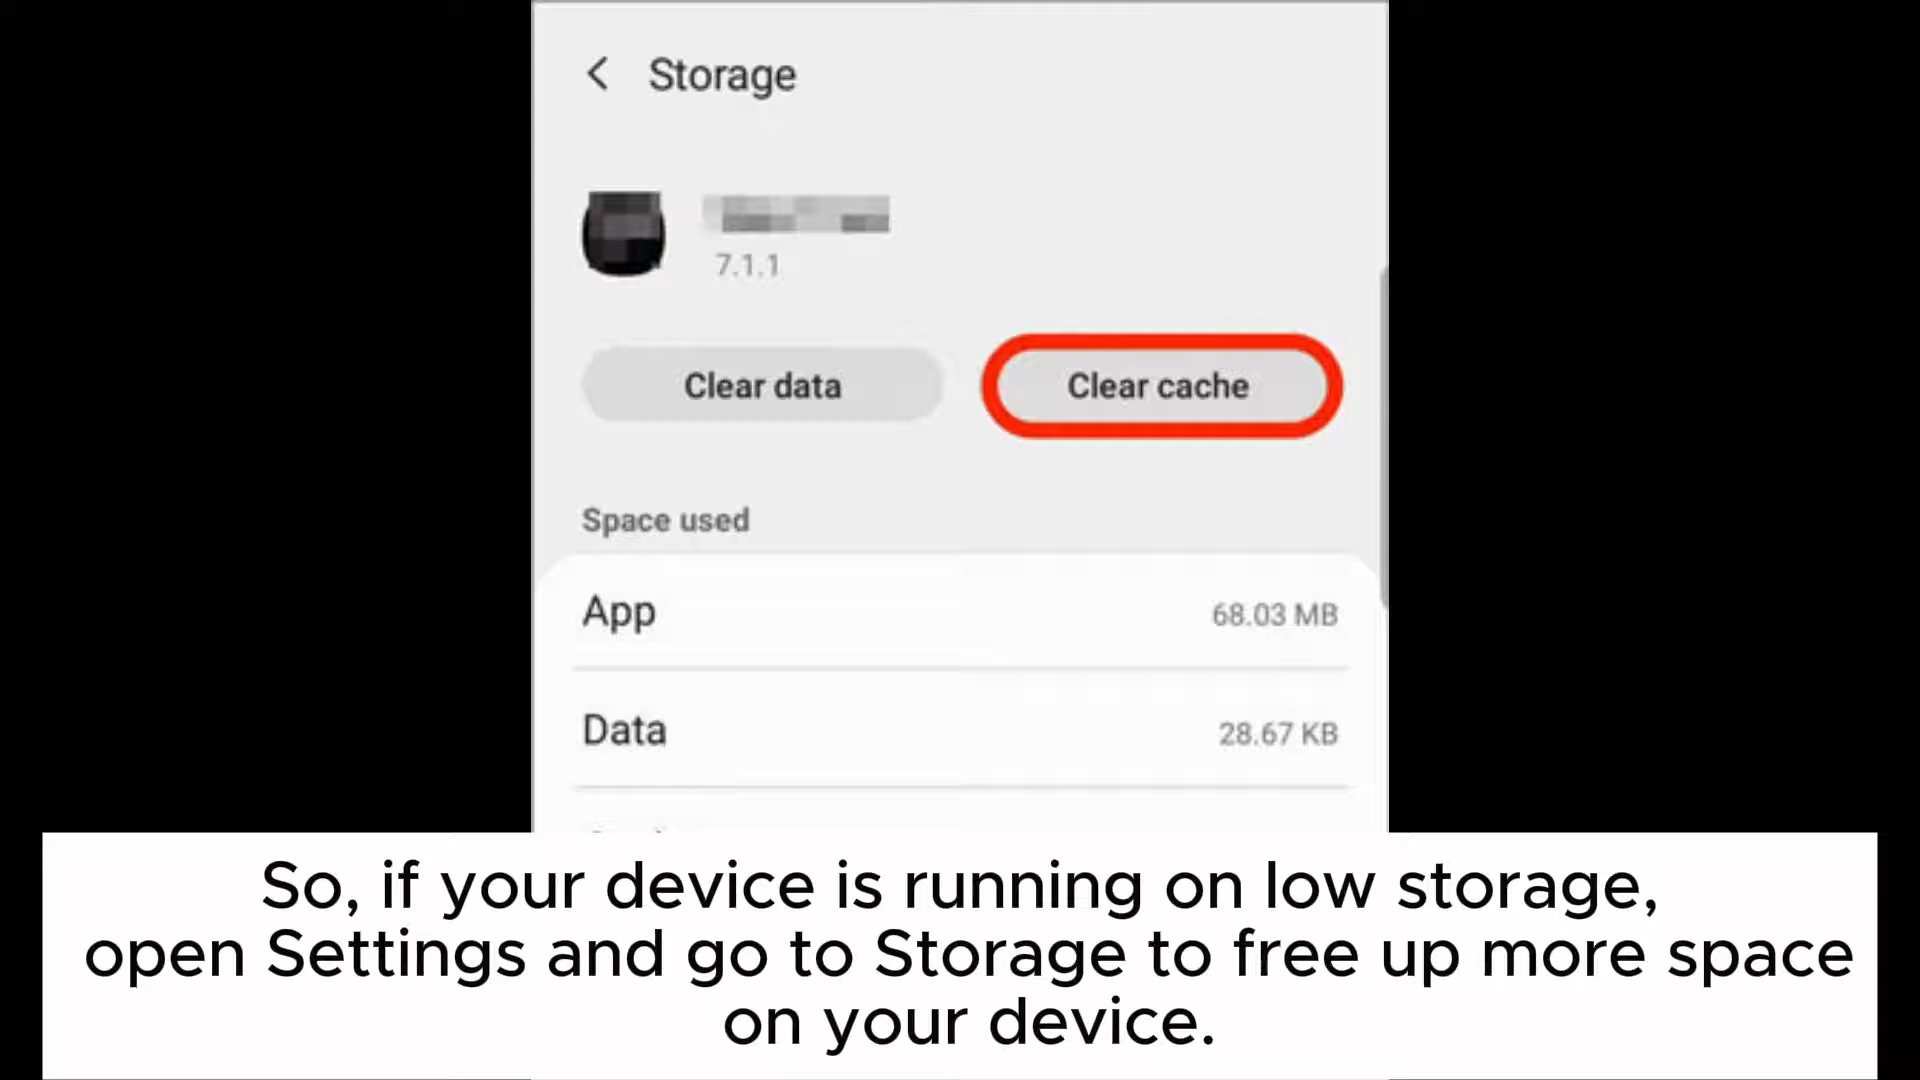 Storage
7.1.1
Clear data
Clear cache
Space used
App
68.03 MB
Data
28.67 KB
So, if your device is running on low storage,
open Settings and go to Storage to free up more space
on your device.